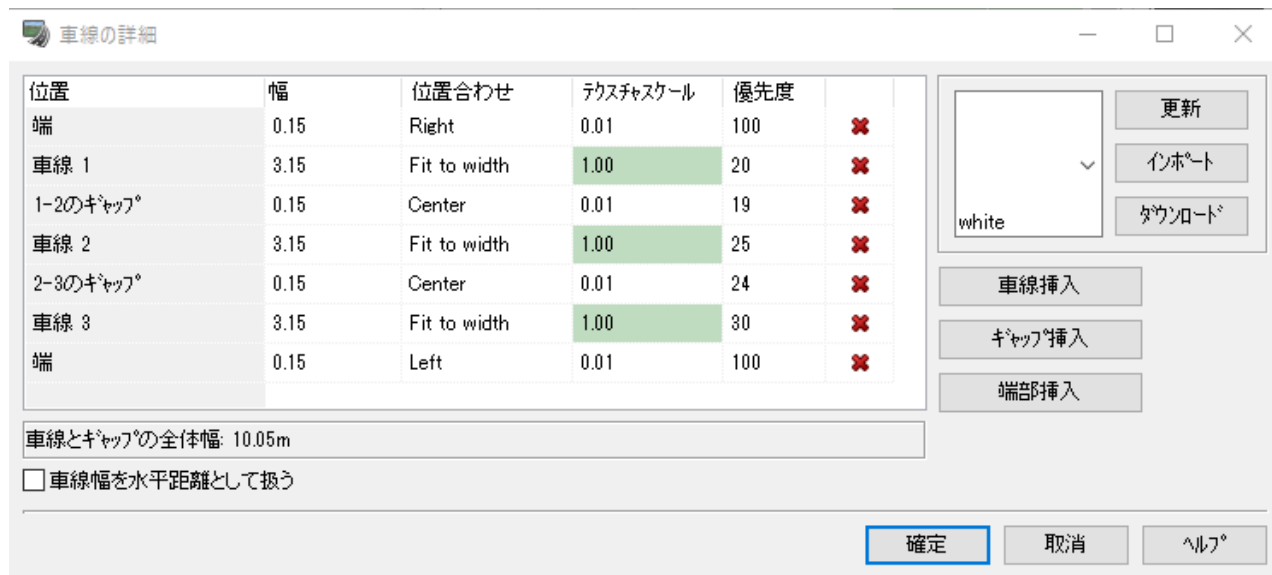 車線の詳細
位置 幅 位置合わせ ﾃｸｽﾁｬｽｹｰﾙ 優先度
端 0.15 Right 0.01 100
車線 1 3.15 Fit to width 1.00 20
1-2のｷﾞｬｯﾌﾟ 0.15 Center 0.01 19
車線 2 3.15 Fit to width 1.00 25
2-3のｷﾞｬｯﾌﾟ 0.15 Center 0.01 24
車線 3 3.15 Fit to width 1.00 30
端 0.15 Left 0.01 100
車線とｷﾞｬｯﾌﾟの全体幅: 10.05m
車線幅を水平距離として扱う
white
更新
ｲﾝﾎﾟｰﾄ
ﾀﾞｳﾝﾛｰﾄﾞ
車線挿入
ｷﾞｬｯﾌﾟ挿入
端部挿入
確定 取消 ﾍﾙﾌﾟ